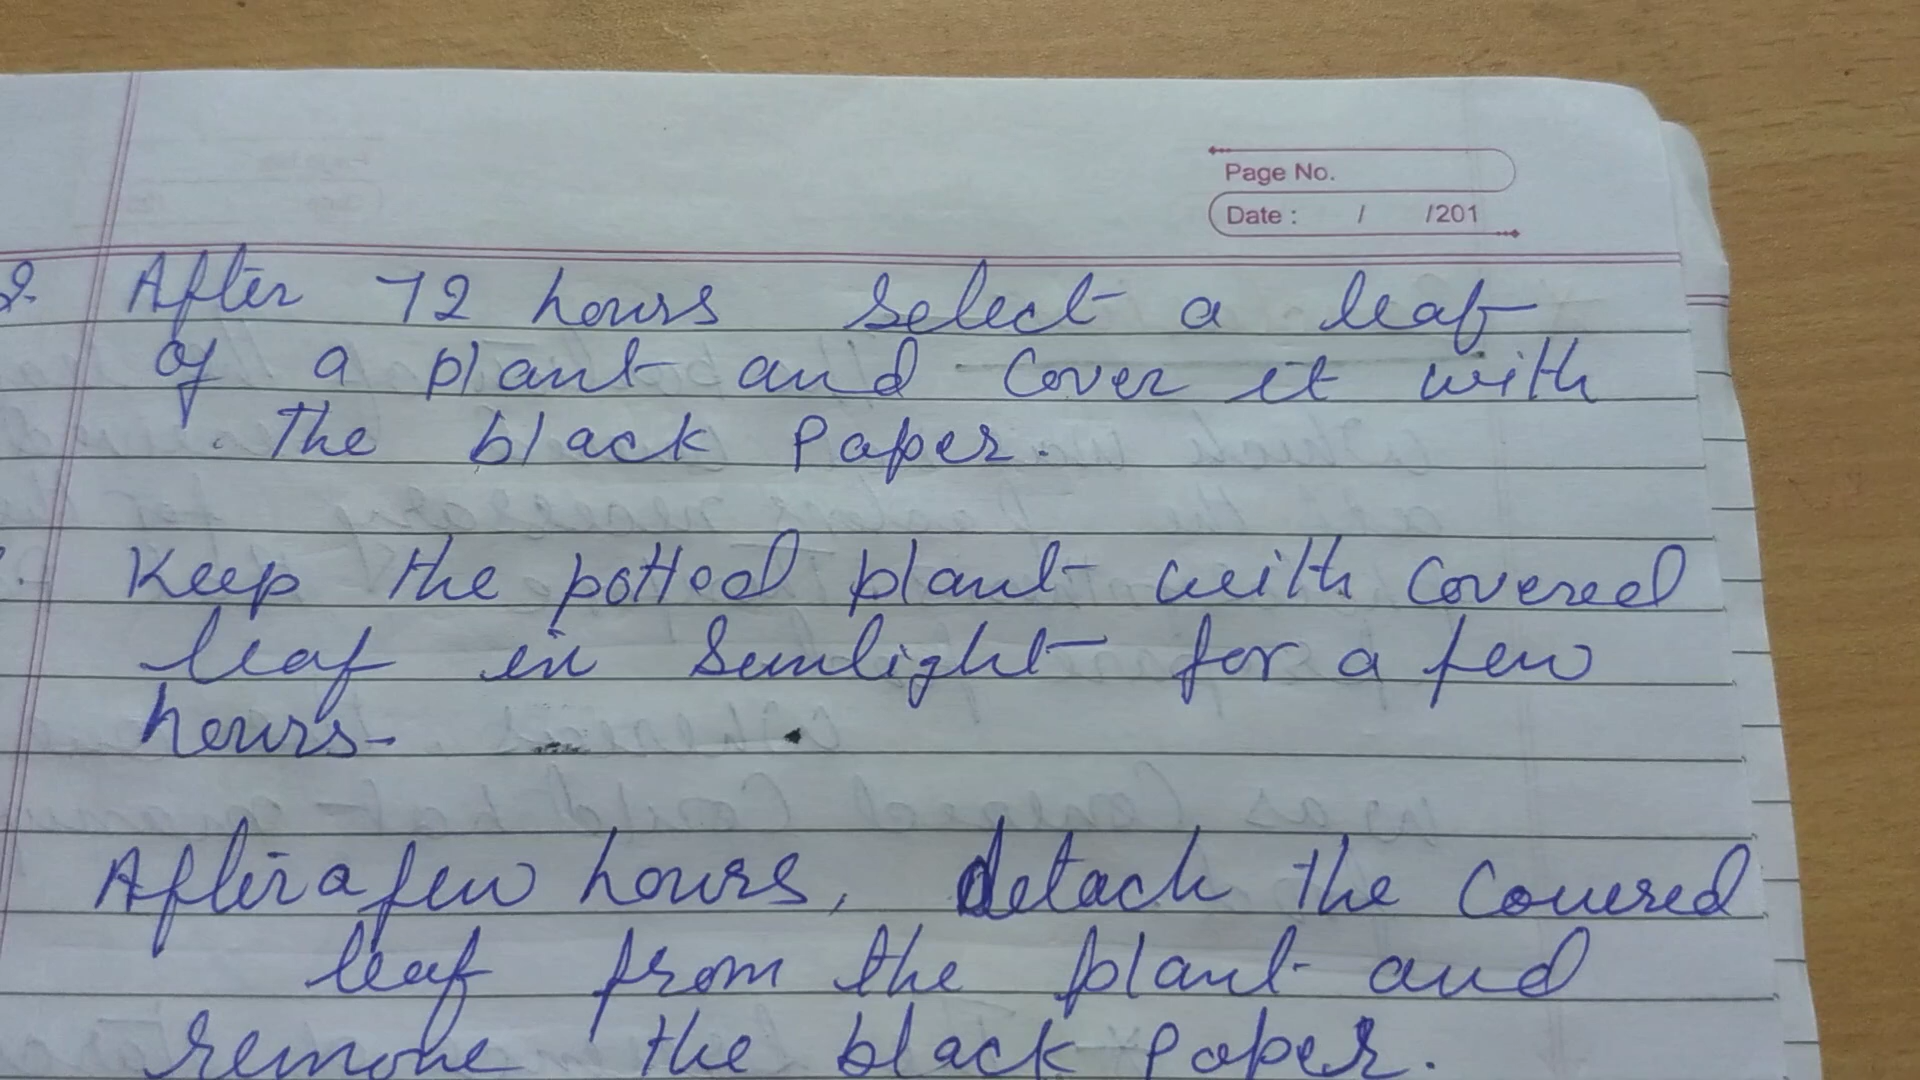 Page No.
Date : / /201
2. After 72 hours select a leaf
of a plant and cover it with
the black Paper.
Keep the potted plant with covered
leaf in sunlight for a few
hours.
After a few hours, detach the covered
leaf from the plant and
remove the black Paper.